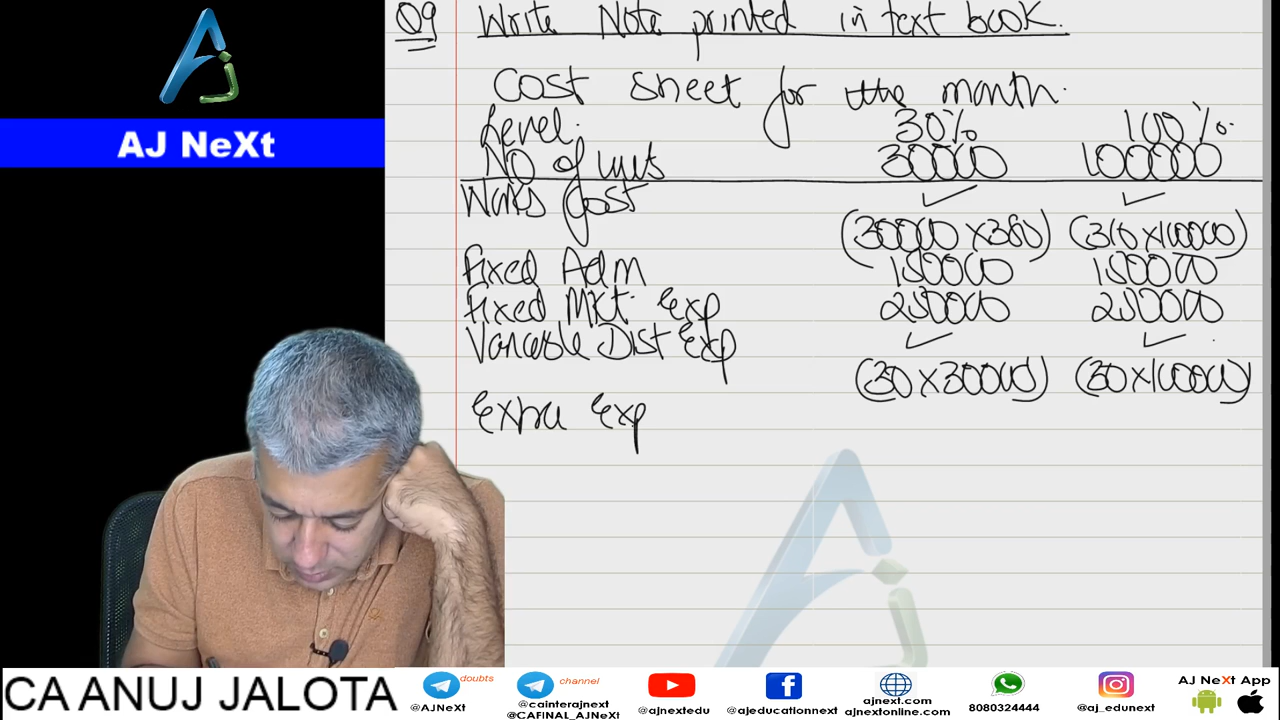 Q9 Write Note printed in text book.
Cost sheet for the month.
Level. 30% 100%.
NO of units 30000 100000
Works Cost ✓ ✓
(30000 x 380) (310 x 100000)
Fixed Adm 150000 150000
Fixed Mkt. Exp 250000 250000
Variable Dist Exp ✓ ✓
(30 x 30000) (30 x 100000)
Extra Exp
AJ NeXt
CA ANUJ JALOTA
doubts
@AJNeXt
channel
@cainterajnext
@CAFINAL_AJNeXt
@ajnextedu
@ajeducationnext
ajnext.com
ajnextonline.com
8080324444
@aj_edunext
AJ NeXt App